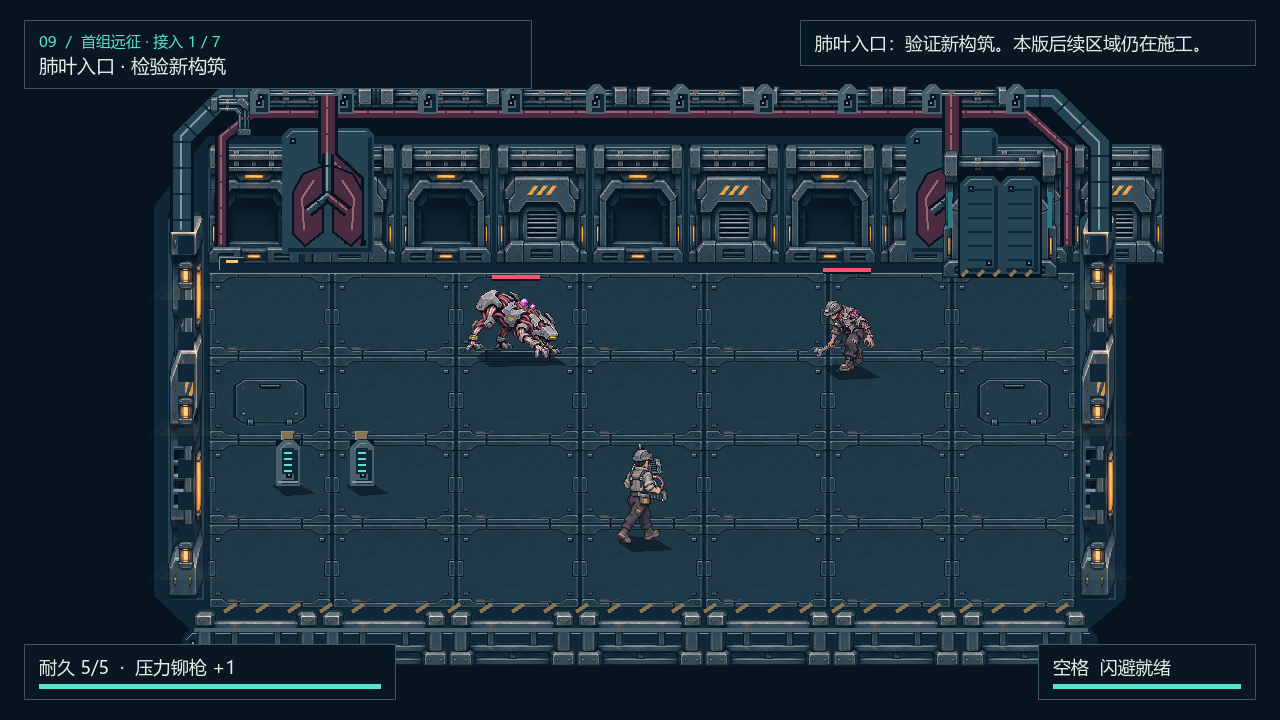 09 / 首组远征 · 接入 1 / 7
肺叶入口 · 检验新构筑
肺叶入口：验证新构筑。本版后续区域仍在施工。
耐久 5/5 · 压力铆枪 +1
空格 闪避就绪